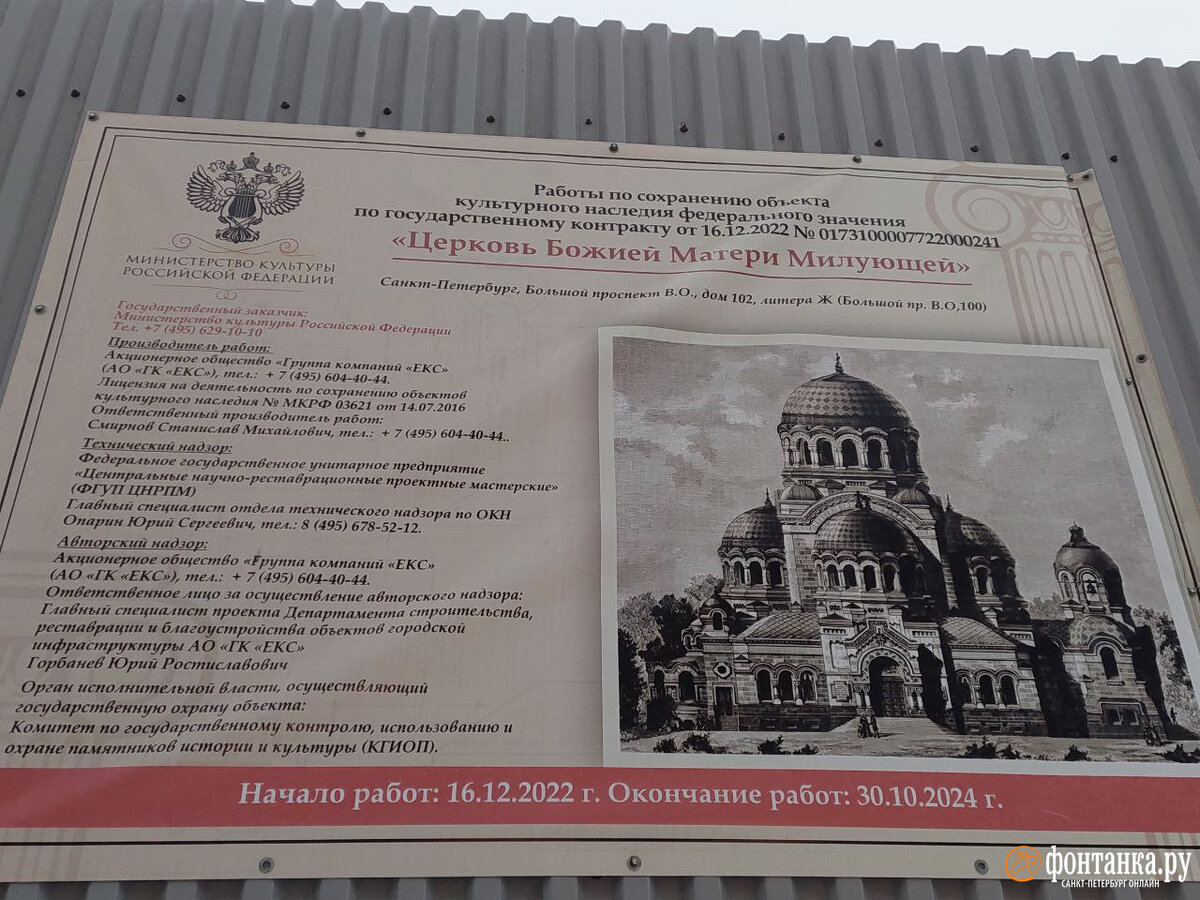 Работы по сохранению объекта
культурного наследия федерального значения
по государственному контракту от 16.12.2022 № 0173100007722000241
«Церковь Божией Матери Милующей»
Санкт-Петербург, Большой проспект В.О., дом 102, литера Ж (Большой пр. В.О,100)
МИНИСТЕРСТВО КУЛЬТУРЫ
РОССИЙСКОЙ ФЕДЕРАЦИИ
Государственный заказчик:
Министерство культуры Российской Федерации
Тел. +7 (495) 629-10-10
Производитель работ:
Акционерное общество «Группа компаний «ЕКС»
(АО «ГК «ЕКС»), тел.: + 7 (495) 604-40-44.
Лицензия на деятельность по сохранению объектов
культурного наследия № МКРФ 03621 от 14.07.2016
Ответственный производитель работ:
Смирнов Станислав Михайлович, тел.: + 7 (495) 604-40-44..
Технический надзор:
Федеральное государственное унитарное предприятие
«Центральные научно-реставрационные проектные мастерские»
(ФГУП ЦНРПМ)
Главный специалист отдела технического надзора по ОКН
Опарин Юрий Сергеевич, тел.: 8 (495) 678-52-12.
Авторский надзор:
Акционерное общество «Группа компаний «ЕКС»
(АО «ГК «ЕКС»), тел.: + 7 (495) 604-40-44.
Ответственное лицо за осуществление авторского надзора:
Главный специалист проекта Департамента строительства,
реставрации и благоустройства объектов городской
инфраструктуры АО «ГК «ЕКС»
Горбанев Юрий Ростиславович
Орган исполнительной власти, осуществляющий
государственную охрану объекта:
Комитет по государственному контролю, использованию и
охране памятников истории и культуры (КГИОП).
Начало работ: 16.12.2022 г. Окончание работ: 30.10.2024 г.
фонтанка.ру
САНКТ-ПЕТЕРБУРГ ОНЛАЙН